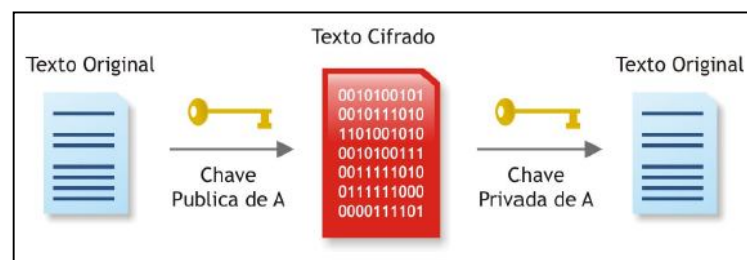 Texto Cifrado
Texto Original
Texto Original
0010100101
0010111010
1101001010
0010100111
0011111010
0111111000
0000111101
Chave
Publica de A
Chave
Privada de A